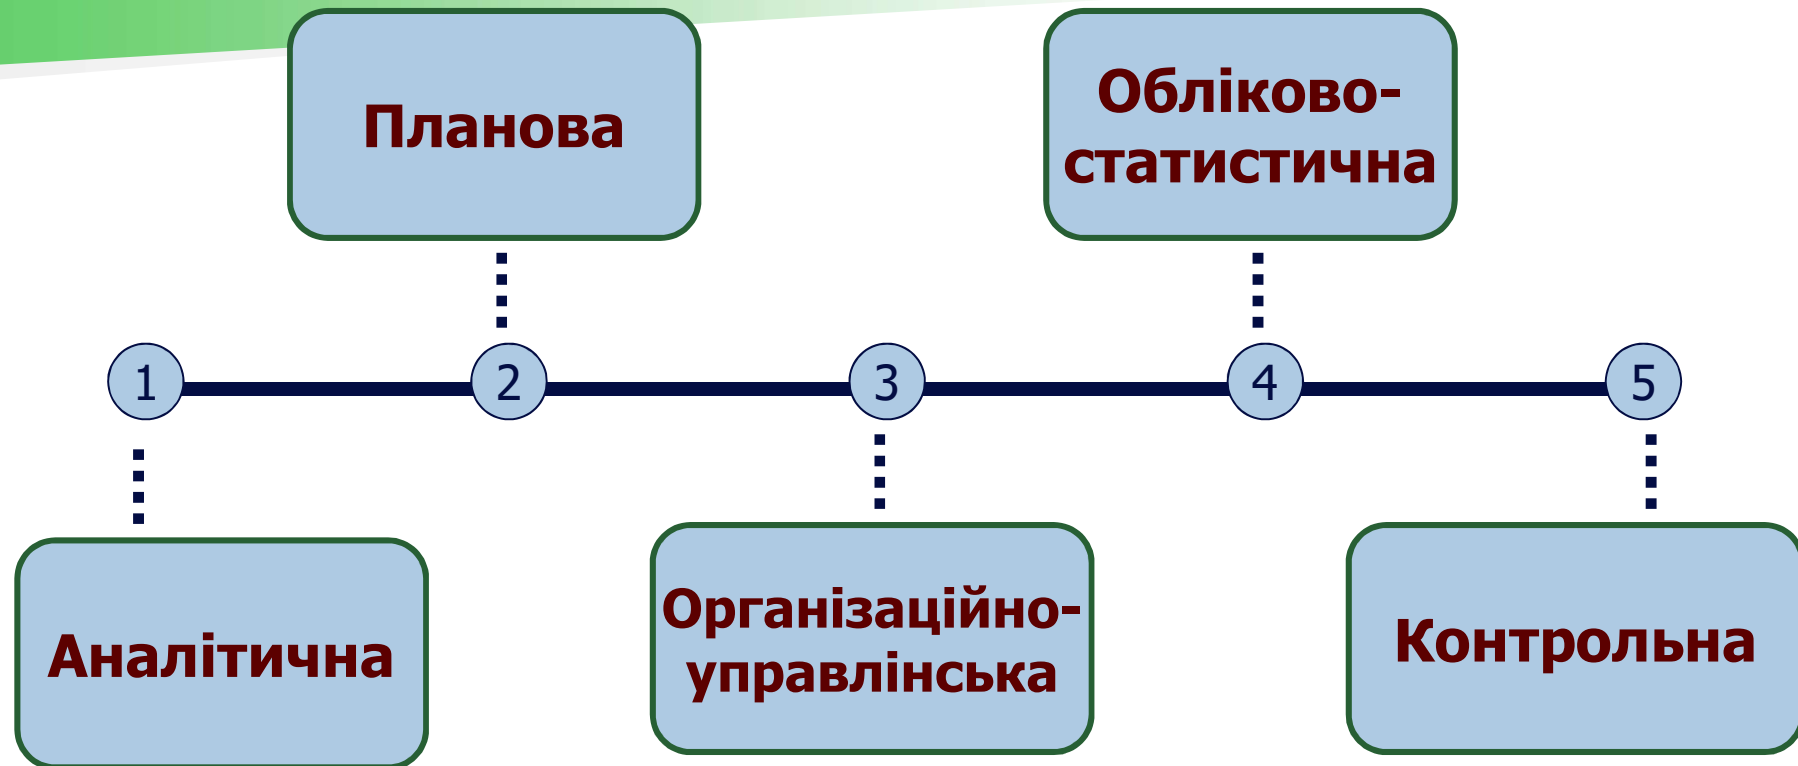 Планова
Обліково-
статистична
1
2
3
4
5
Аналітична
Організаційно-
управлінська
Контрольна